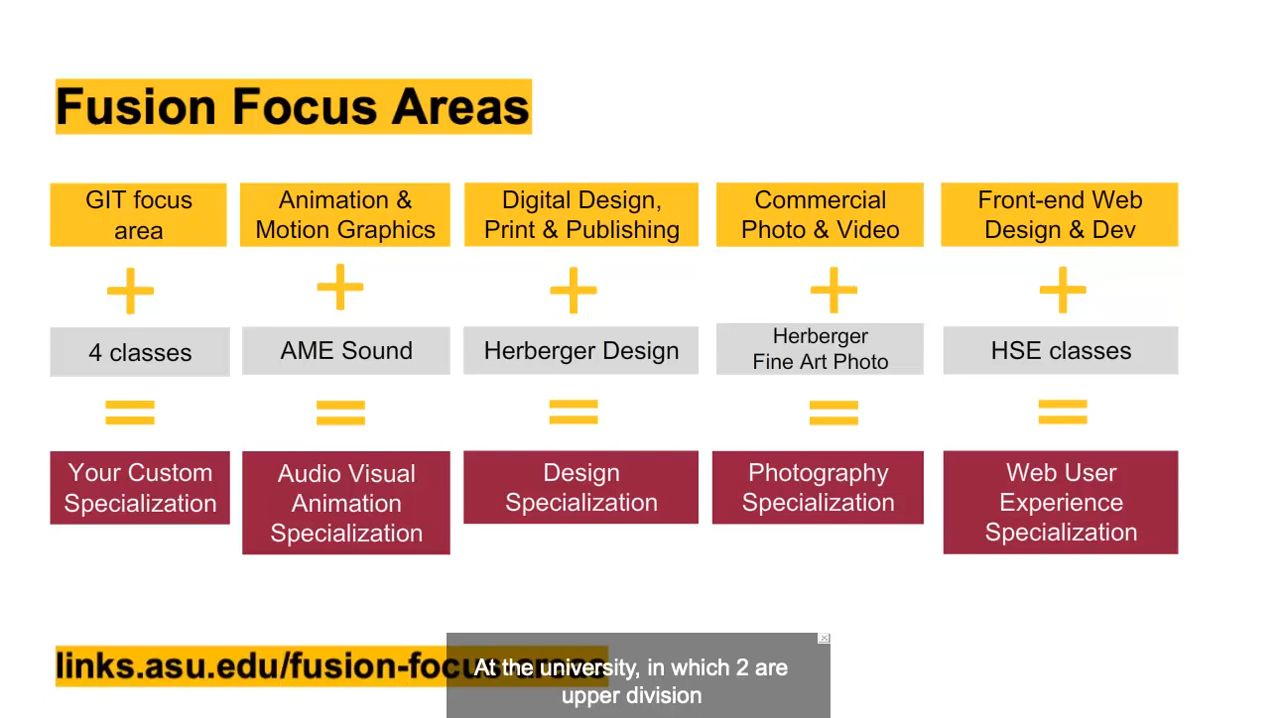 Fusion Focus Areas
GIT focus
area
Animation &
Motion Graphics
Digital Design,
Print & Publishing
Commercial
Photo & Video
Front-end Web
Design & Dev
+ + + + +
4 classes
AME Sound
Herberger Design
Herberger
Fine Art Photo
HSE classes
= = = = =
Your Custom
Specialization
Audio Visual
Animation
Specialization
Design
Specialization
Photography
Specialization
Web User
Experience
Specialization
links.asu.edu/fusion-focus-areas
At the university, in which 2 are
upper division